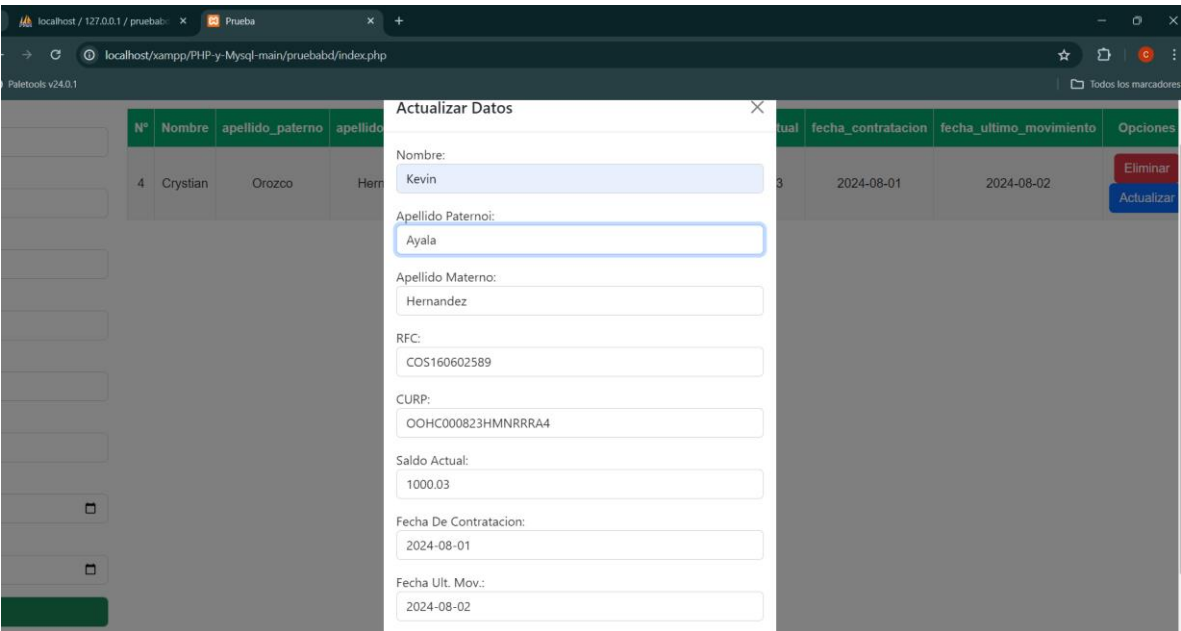 localhost / 127.0.0.1 / pruebab
Prueba
localhost/xampp/PHP-y-Mysql-main/pruebabd/index.php
Paletools v24.0.1
Todos los marcadores
Nº Nombre apellido_paterno apellido tual fecha_contratacion fecha_ultimo_movimiento Opciones
4 Crystian Orozco Hern 3 2024-08-01 2024-08-02 Eliminar
Actualizar
Actualizar Datos
Nombre:
Kevin
Apellido Paternoi:
Ayala
Apellido Materno:
Hernandez
RFC:
COS160602589
CURP:
OOHC000823HMNRRRA4
Saldo Actual:
1000.03
Fecha De Contratacion:
2024-08-01
Fecha Ult. Mov.:
2024-08-02